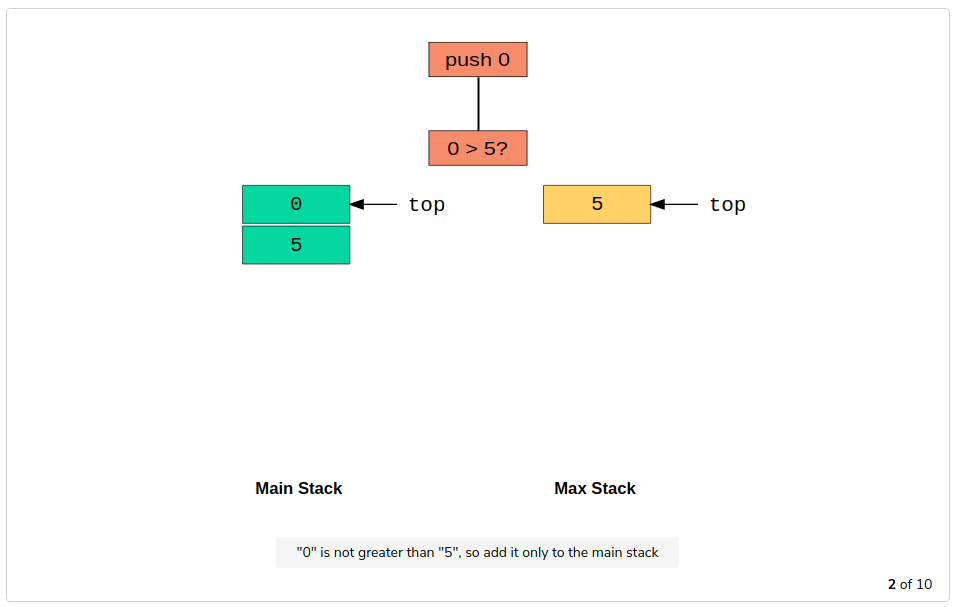 push 0
0 > 5?
0
top
5
top
5
Main Stack
Max Stack
"0" is not greater than "5", so add it only to the main stack
2 of 10